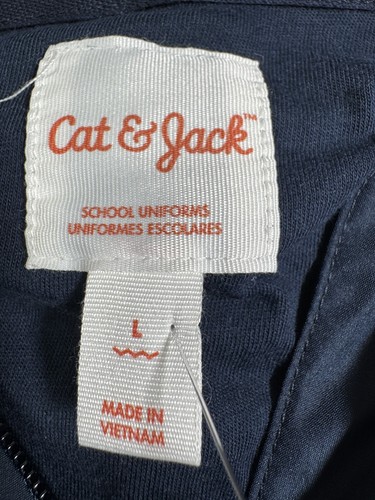 Cat & Jack™
SCHOOL UNIFORMS
UNIFORMES ESCOLARES
L
MADE IN
VIETNAM